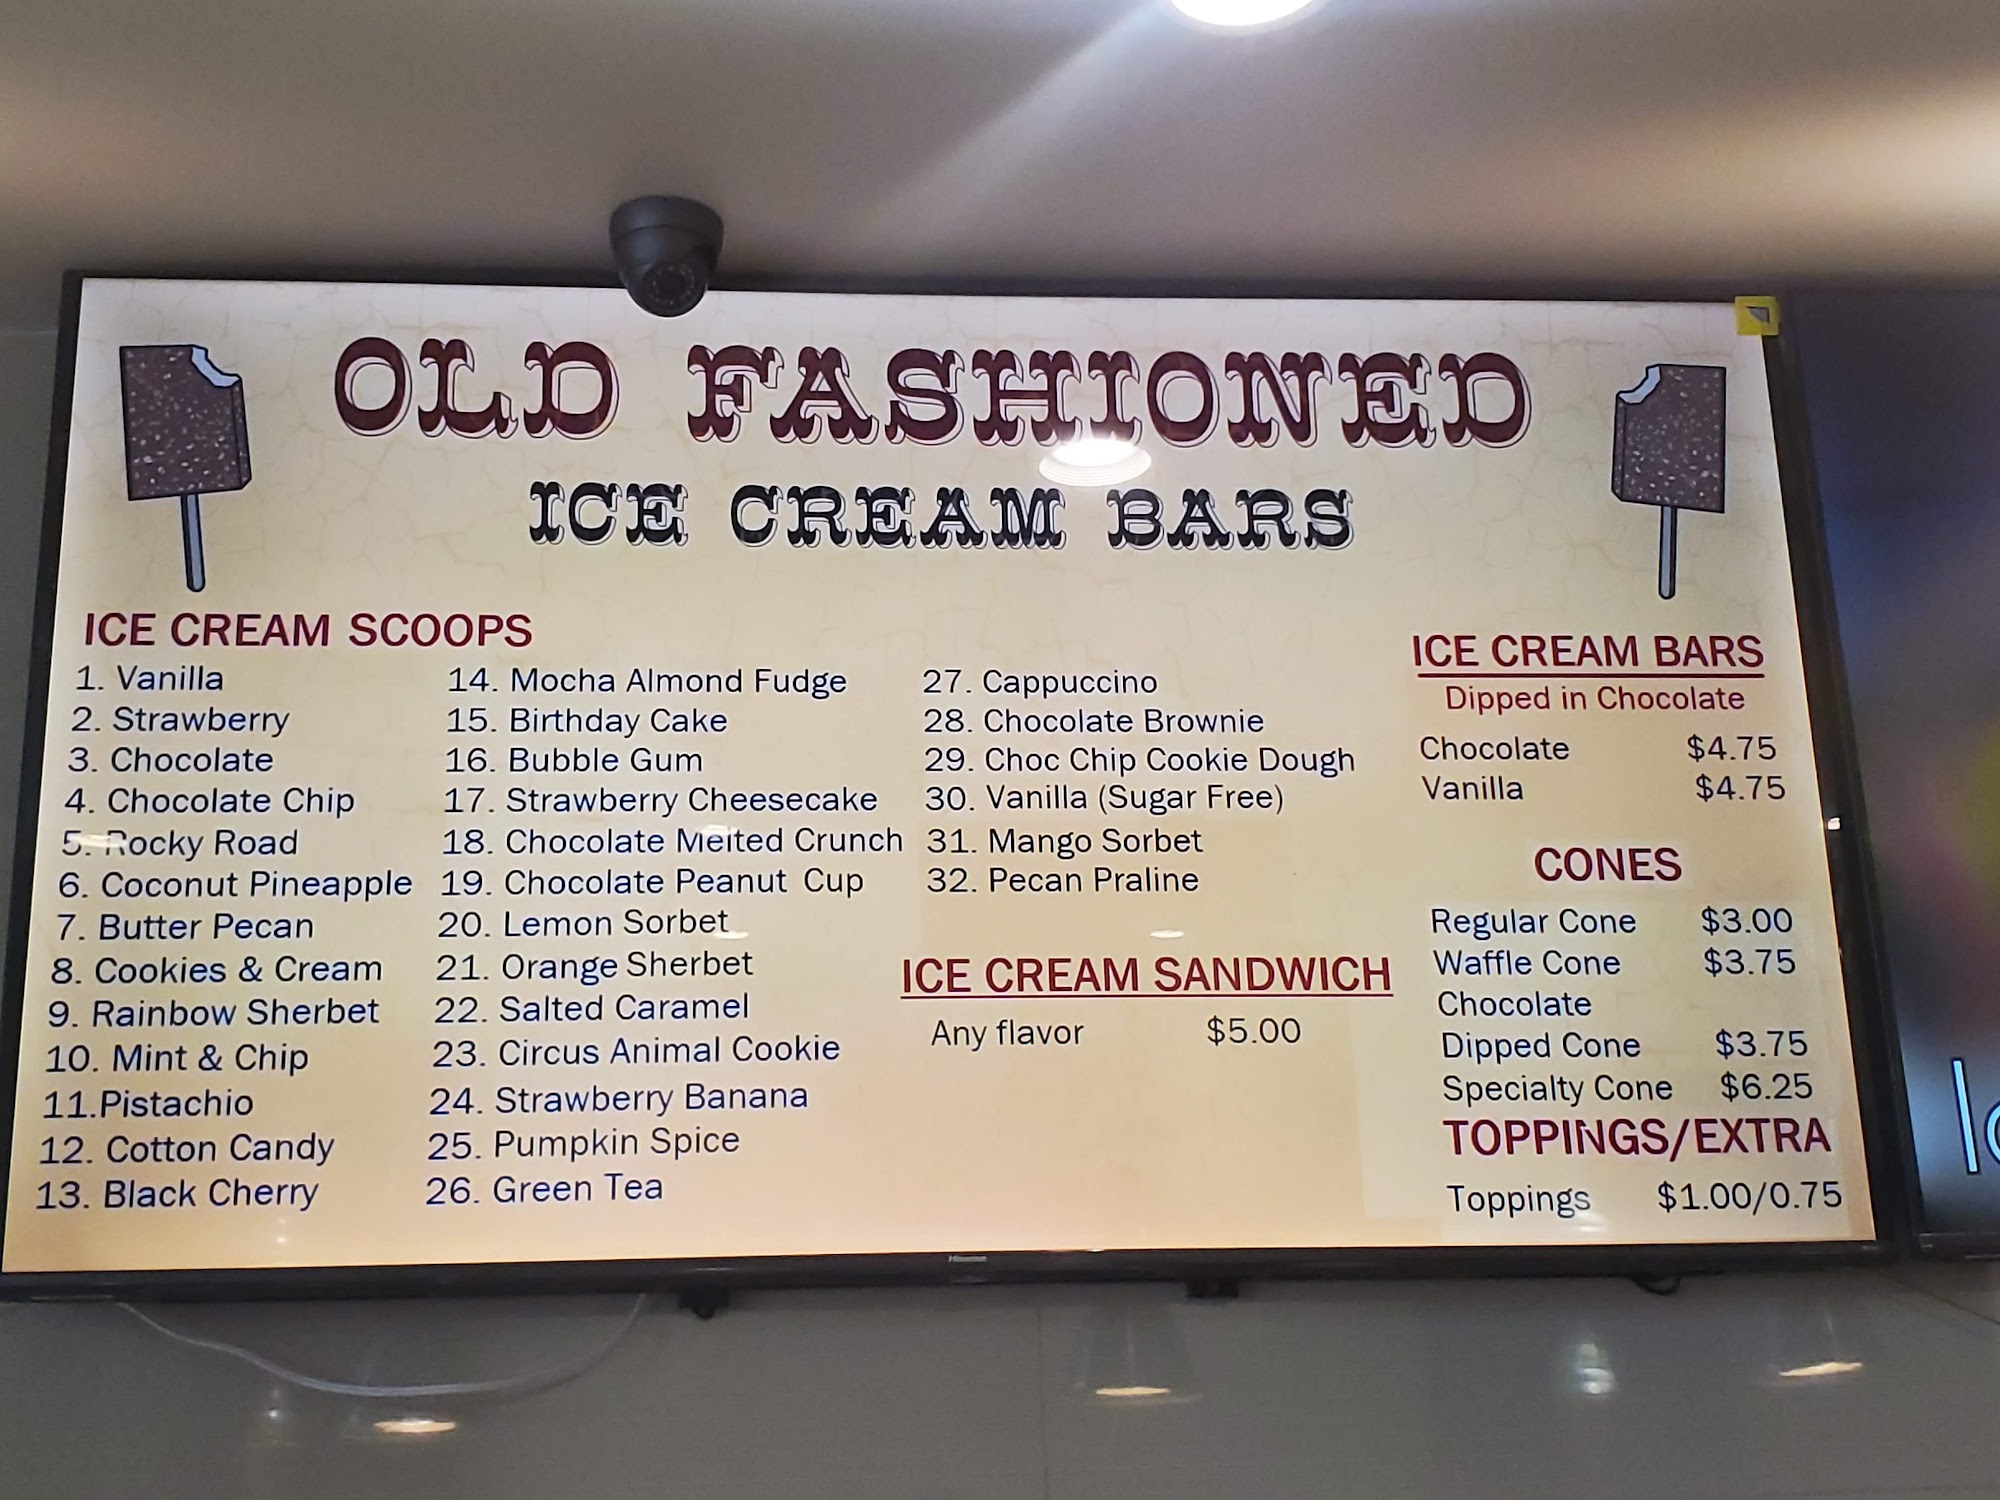 OLD FASHIONED
ICE CREAM BARS
ICE CREAM SCOOPS
1. Vanilla
2. Strawberry
3. Chocolate
4. Chocolate Chip
5. Rocky Road
6. Coconut Pineapple
7. Butter Pecan
8. Cookies & Cream
9. Rainbow Sherbet
10. Mint & Chip
11.Pistachio
12. Cotton Candy
13. Black Cherry
14. Mocha Almond Fudge
15. Birthday Cake
16. Bubble Gum
17. Strawberry Cheesecake
18. Chocolate Melted Crunch
19. Chocolate Peanut Cup
20. Lemon Sorbet
21. Orange Sherbet
22. Salted Caramel
23. Circus Animal Cookie
24. Strawberry Banana
25. Pumpkin Spice
26. Green Tea
27. Cappuccino
28. Chocolate Brownie
29. Choc Chip Cookie Dough
30. Vanilla (Sugar Free)
31. Mango Sorbet
32. Pecan Praline
ICE CREAM SANDWICH
Any flavor $5.00
ICE CREAM BARS
Dipped in Chocolate
Chocolate $4.75
Vanilla $4.75
CONES
Regular Cone $3.00
Waffle Cone $3.75
Chocolate
Dipped Cone $3.75
Specialty Cone $6.25
TOPPINGS/EXTRA
Toppings $1.00/0.75
Hisense